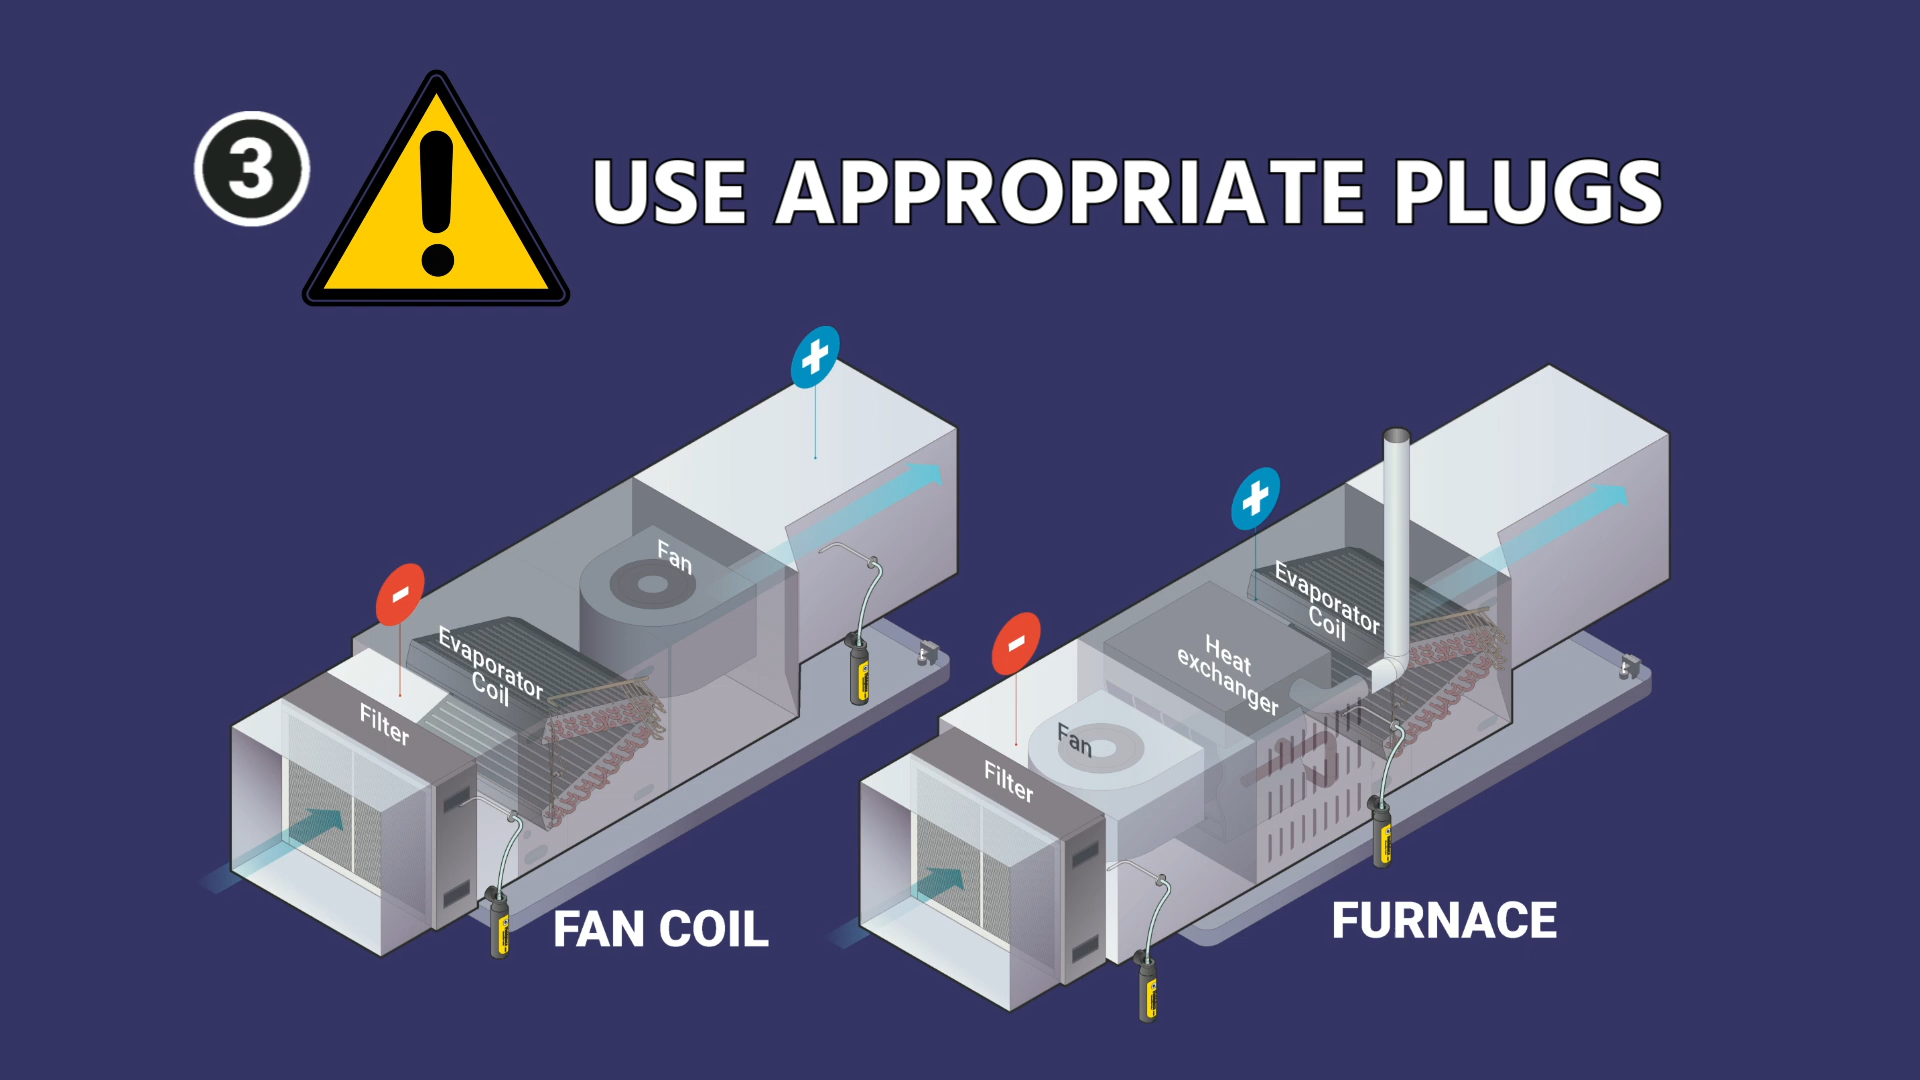 3
USE APPROPRIATE PLUGS
+
-
Fan
Evaporator
Coil
Filter
FAN COIL
+
-
Evaporator
Coil
Heat
exchanger
Fan
Filter
FURNACE